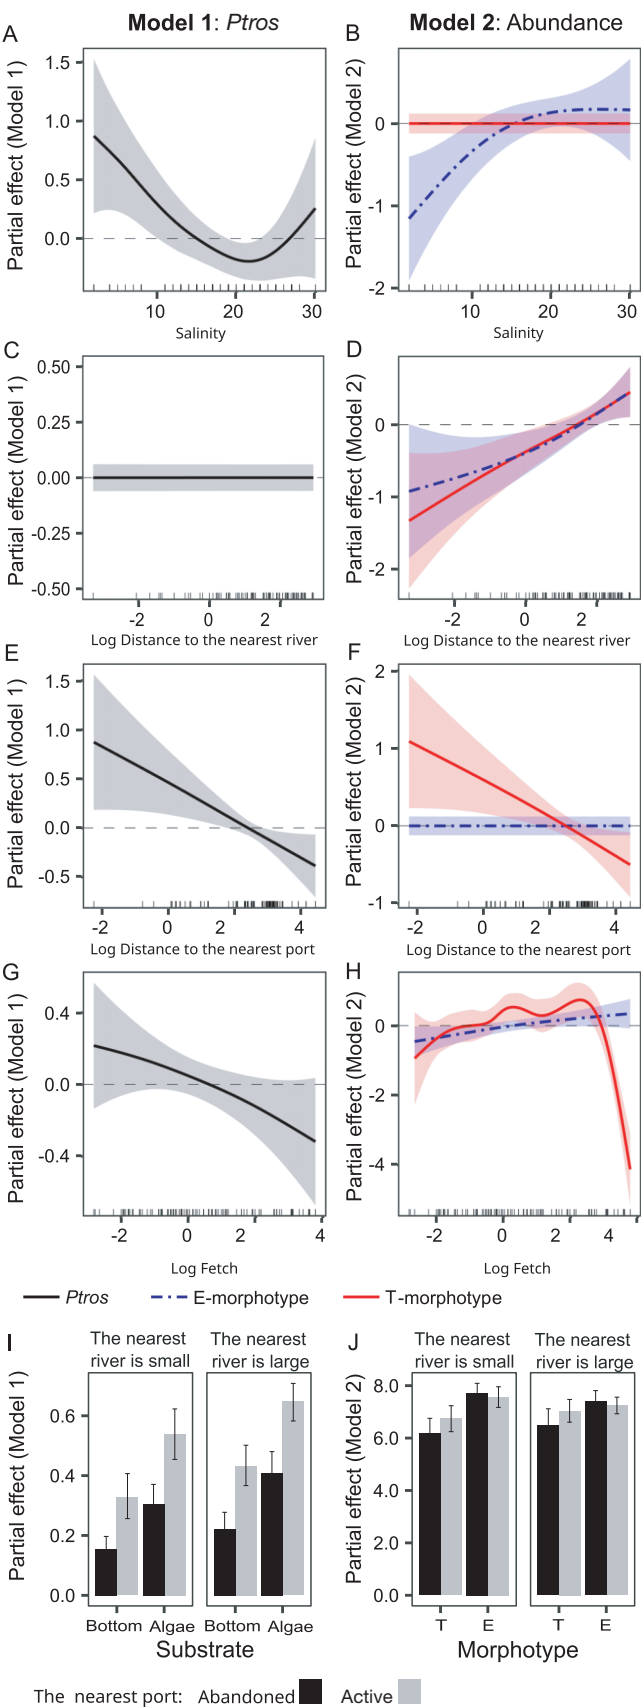 Model 1: Ptros
Model 2: Abundance
A
Partial effect (Model 1)
1.5
1.0
0.5
0.0
10
20
30
Salinity
B
Partial effect (Model 2)
0
-1
-2
10
20
30
Salinity
C
Partial effect (Model 1)
0.50
0.25
0.00
-0.25
-0.50
-2
0
2
Log Distance to the nearest river
D
Partial effect (Model 2)
0
-1
-2
-2
0
2
Log Distance to the nearest river
E
Partial effect (Model 1)
1.5
1.0
0.5
0.0
-0.5
-2
0
2
4
Log Distance to the nearest port
F
Partial effect (Model 2)
2
1
0
-1
-2
0
2
4
Log Distance to the nearest port
G
Partial effect (Model 1)
0.4
0.0
-0.4
-2
0
2
4
Log Fetch
H
Partial effect (Model 2)
0
-2
-4
-2
0
2
4
Log Fetch
Ptros
E-morphotype
T-morphotype
I
The nearest
river is small
The nearest
river is large
Partial effect (Model 1)
0.6
0.4
0.2
0.0
Bottom Algae
Bottom Algae
Substrate
J
The nearest
river is small
The nearest
river is large
Partial effect (Model 2)
8.0
6.0
4.0
2.0
0.0
T E
T E
Morphotype
The nearest port: Abandoned Active